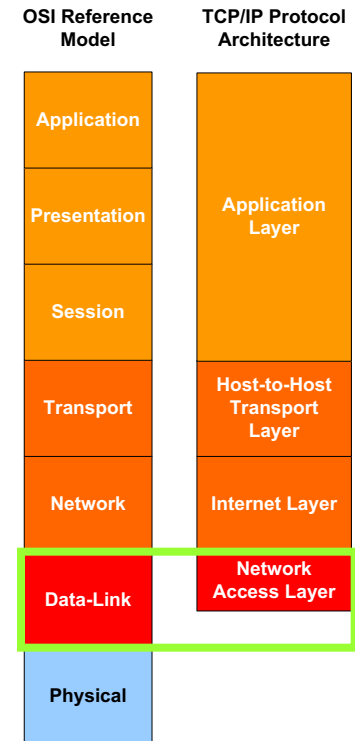 OSI Reference
Model
TCP/IP Protocol
Architecture
Application
Presentation
Session
Transport
Network
Data-Link
Physical
Application
Layer
Host-to-Host
Transport
Layer
Internet Layer
Network
Access Layer